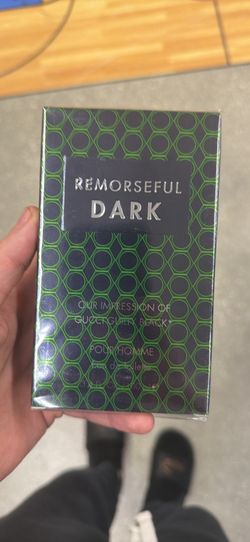 REMORSEFUL
DARK
OUR IMPRESSION OF
GUCCI GUILTY BLACK*
POUR HOMME